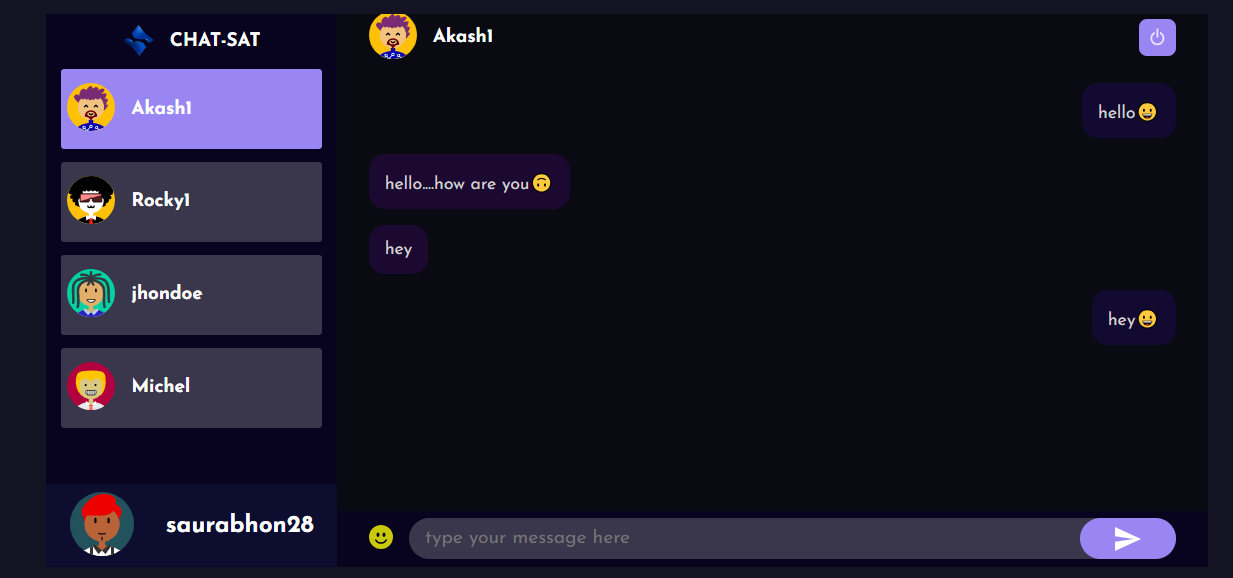 CHAT-SAT
Akash1
Rocky1
jhondoe
Michel
saurabhon28
Akash1
hello😀
hello....how are you🙃
hey
hey😀
type your message here